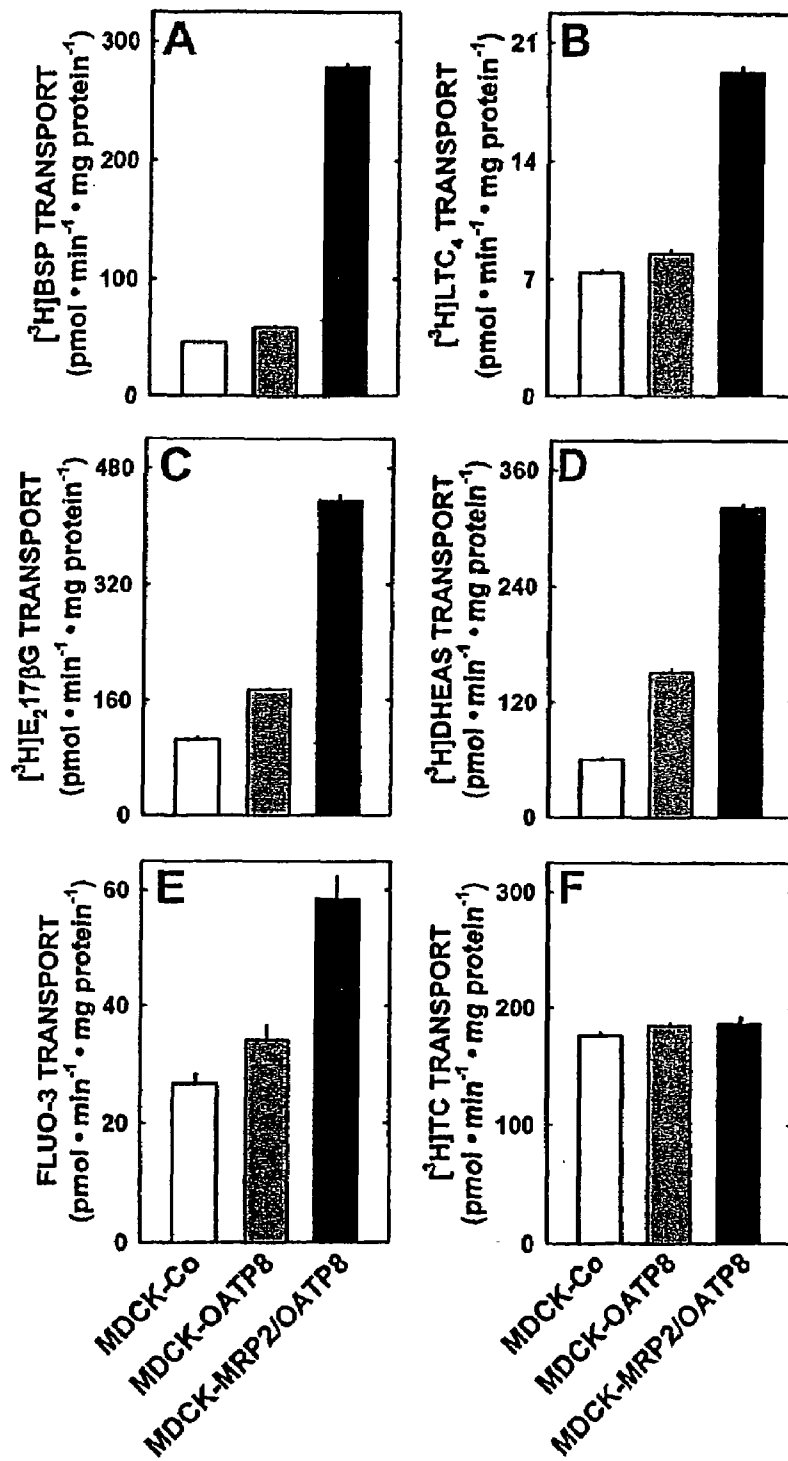 A
[³H]BSP TRANSPORT
(pmol • min⁻¹ • mg protein⁻¹)
300
200
100
0
B
[³H]LTC₄ TRANSPORT
(pmol • min⁻¹ • mg protein⁻¹)
21
14
7
0
C
[³H]E₂17βG TRANSPORT
(pmol • min⁻¹ • mg protein⁻¹)
480
320
160
0
D
[³H]DHEAS TRANSPORT
(pmol • min⁻¹ • mg protein⁻¹)
360
240
120
0
E
FLUO-3 TRANSPORT
(pmol • min⁻¹ • mg protein⁻¹)
60
40
20
0
F
[³H]TC TRANSPORT
(pmol • min⁻¹ • mg protein⁻¹)
300
200
100
0
MDCK-Co
MDCK-OATP8
MDCK-MRP2/OATP8
MDCK-Co
MDCK-OATP8
MDCK-MRP2/OATP8